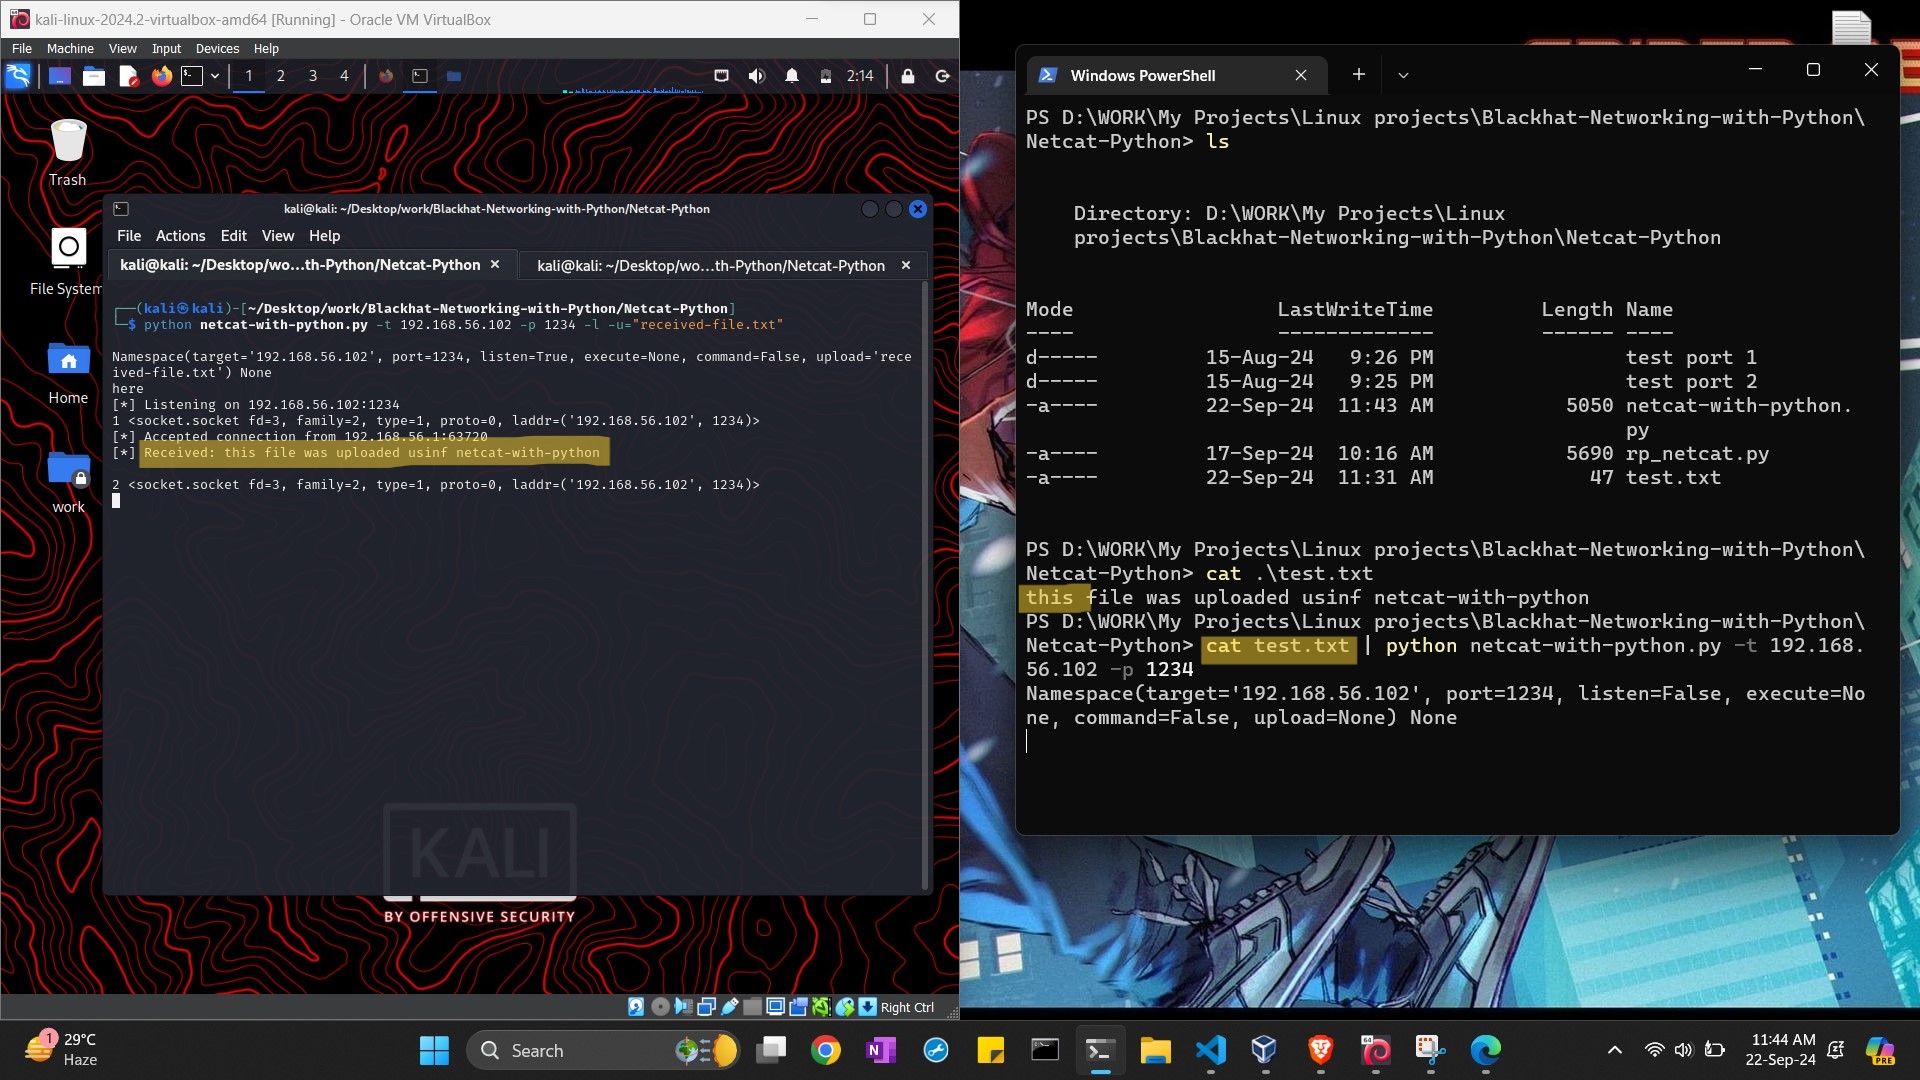 kali-linux-2024.2-virtualbox-amd64 [Running] - Oracle VM VirtualBox
File Machine View Input Devices Help
1 2 3 4 2:14
Trash
File System
Home
work
kali@kali: ~/Desktop/work/Blackhat-Networking-with-Python/Netcat-Python
File Actions Edit View Help
kali@kali: ~/Desktop/wo...th-Python/Netcat-Python kali@kali: ~/Desktop/wo...th-Python/Netcat-Python
┌──(kali㉿kali)-[~/Desktop/work/Blackhat-Networking-with-Python/Netcat-Python]
└─$ python netcat-with-python.py -t 192.168.56.102 -p 1234 -l -u="received-file.txt"
Namespace(target='192.168.56.102', port=1234, listen=True, execute=None, command=False, upload='rece
ived-file.txt') None
here
[*] Listening on 192.168.56.102:1234
1 <socket.socket fd=3, family=2, type=1, proto=0, laddr=('192.168.56.102', 1234)>
[*] Accepted connection from 192.168.56.1:63720
[*] Received: this file was uploaded usinf netcat-with-python
2 <socket.socket fd=3, family=2, type=1, proto=0, laddr=('192.168.56.102', 1234)>
KALI
BY OFFENSIVE SECURITY
Right Ctrl
Windows PowerShell
PS D:\WORK\My Projects\Linux projects\Blackhat-Networking-with-Python\
Netcat-Python> ls
Directory: D:\WORK\My Projects\Linux
projects\Blackhat-Networking-with-Python\Netcat-Python
Mode LastWriteTime Length Name
---- ------------- ------ ----
d----- 15-Aug-24 9:26 PM test port 1
d----- 15-Aug-24 9:25 PM test port 2
-a---- 22-Sep-24 11:43 AM 5050 netcat-with-python.
py
-a---- 17-Sep-24 10:16 AM 5690 rp_netcat.py
-a---- 22-Sep-24 11:31 AM 47 test.txt
PS D:\WORK\My Projects\Linux projects\Blackhat-Networking-with-Python\
Netcat-Python> cat .\test.txt
this file was uploaded usinf netcat-with-python
PS D:\WORK\My Projects\Linux projects\Blackhat-Networking-with-Python\
Netcat-Python> cat test.txt | python netcat-with-python.py -t 192.168.
56.102 -p 1234
Namespace(target='192.168.56.102', port=1234, listen=False, execute=No
ne, command=False, upload=None) None
1
29°C
Haze
Search
64
PRE
11:44 AM
22-Sep-24